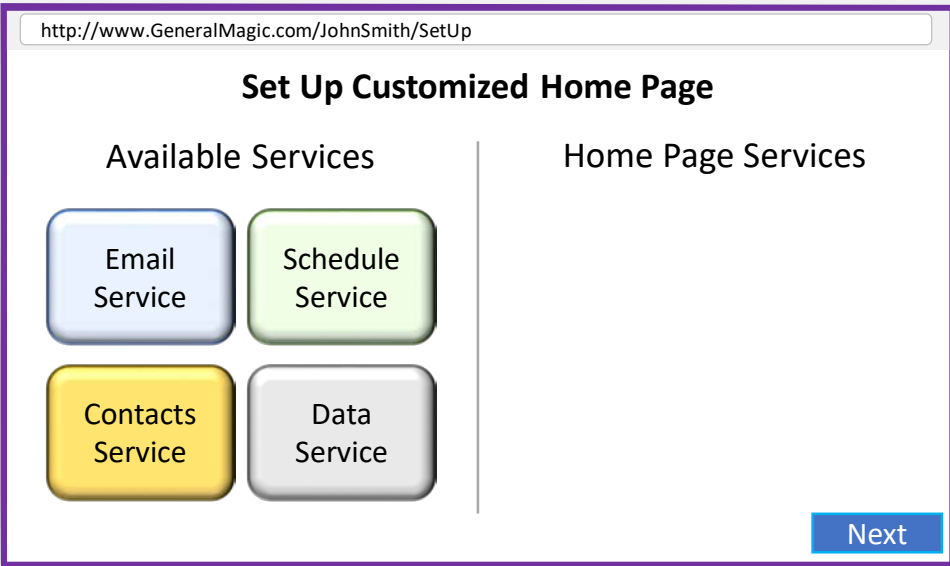 http://www.GeneralMagic.com/JohnSmith/SetUp
Set Up Customized Home Page
Available Services
Home Page Services
Email
Service
Schedule
Service
Contacts
Service
Data
Service
Next